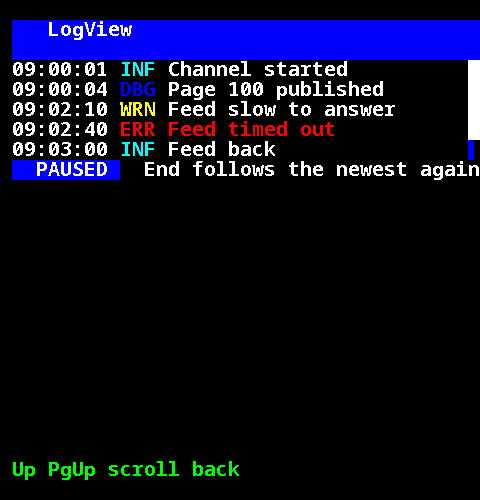 LogView
09:00:01 INF Channel started
09:00:04 DBG Page 100 published
09:02:10 WRN Feed slow to answer
09:02:40 ERR Feed timed out
09:03:00 INF Feed back
PAUSED End follows the newest again
Up PgUp scroll back